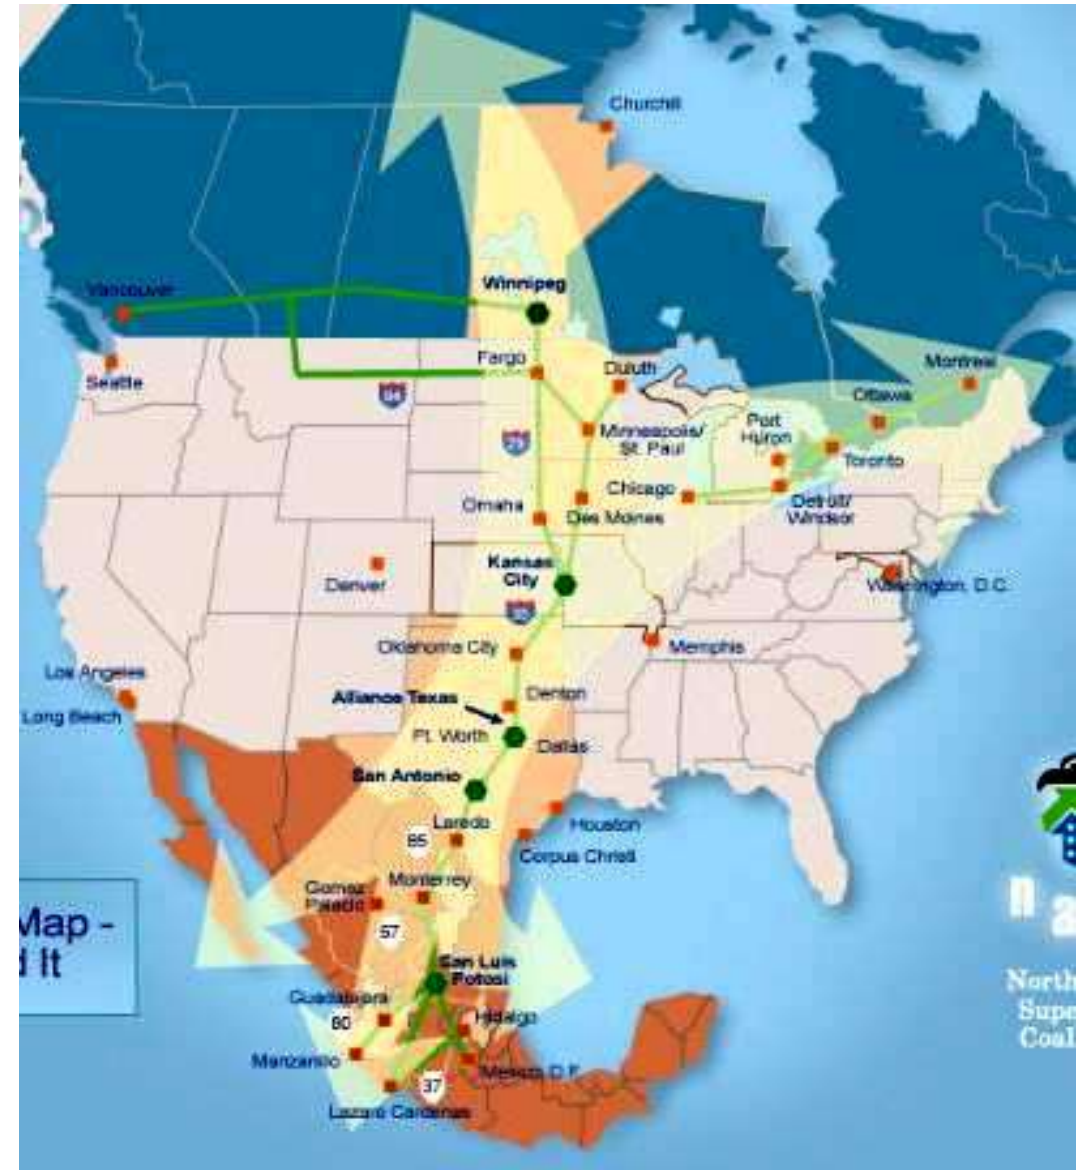 Churchill
Vancouver
Winnipeg
Fargo
Duluth
Montreal
Seattle
94
Ottawa
Port
Huron
29
Minneapolis/
St. Paul
Toronto
Chicago
Omaha
Des Moines
Detroit/
Windsor
Kansas
City
Denver
Washington, D.C.
35
Oklahoma City
Memphis
Los Angeles
Alliance Texas
Denton
Long Beach
Ft. Worth
Dallas
San Antonio
Laredo
Houston
85
Corpus Christi
Monterrey
Gomez
Palacio
Map -
It
57
San Luis
Potosi
Guadalajara
North
80
Hidalgo
Supe
Coal
Manzanillo
Mexico D.F.
37
Lazaro Cardenas